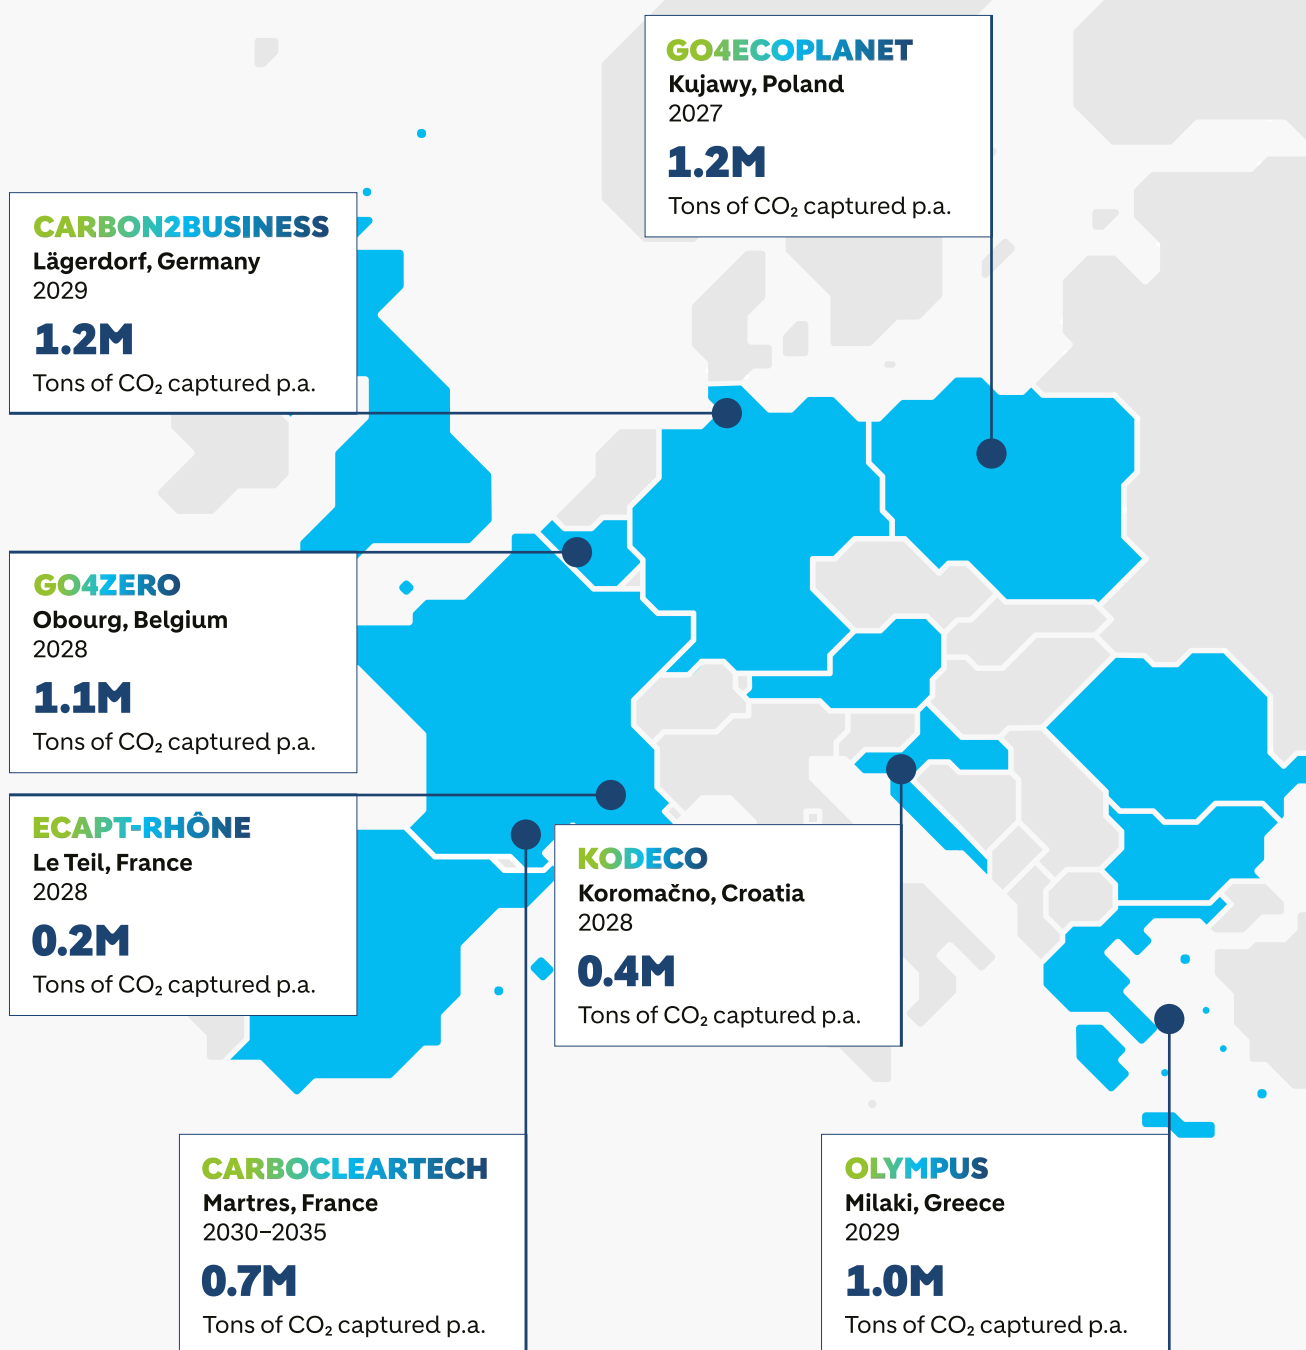 GO4ECOPLANET
Kujawy, Poland
2027
1.2M
Tons of CO₂ captured p.a.
CARBON2BUSINESS
Lägerdorf, Germany
2029
1.2M
Tons of CO₂ captured p.a.
GO4ZERO
Obourg, Belgium
2028
1.1M
Tons of CO₂ captured p.a.
ECAPT-RHÔNE
Le Teil, France
2028
0.2M
Tons of CO₂ captured p.a.
KODECO
Koromačno, Croatia
2028
0.4M
Tons of CO₂ captured p.a.
CARBOCLEARTECH
Martres, France
2030–2035
0.7M
Tons of CO₂ captured p.a.
OLYMPUS
Milaki, Greece
2029
1.0M
Tons of CO₂ captured p.a.